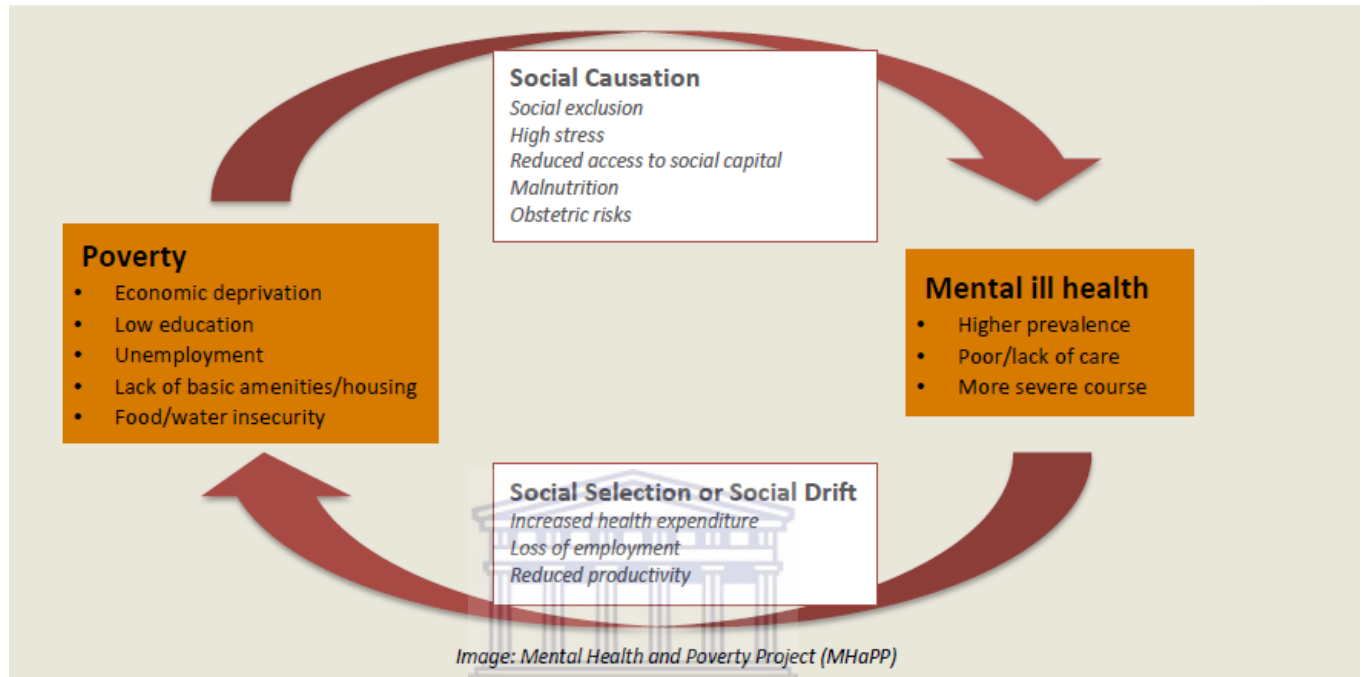 Social Causation
Social exclusion
High stress
Reduced access to social capital
Malnutrition
Obstetric risks
Poverty
• Economic deprivation
• Low education
• Unemployment
• Lack of basic amenities/housing
• Food/water insecurity
Mental ill health
• Higher prevalence
• Poor/lack of care
• More severe course
Social Selection or Social Drift
Increased health expenditure
Loss of employment
Reduced productivity
Image: Mental Health and Poverty Project (MHaPP)